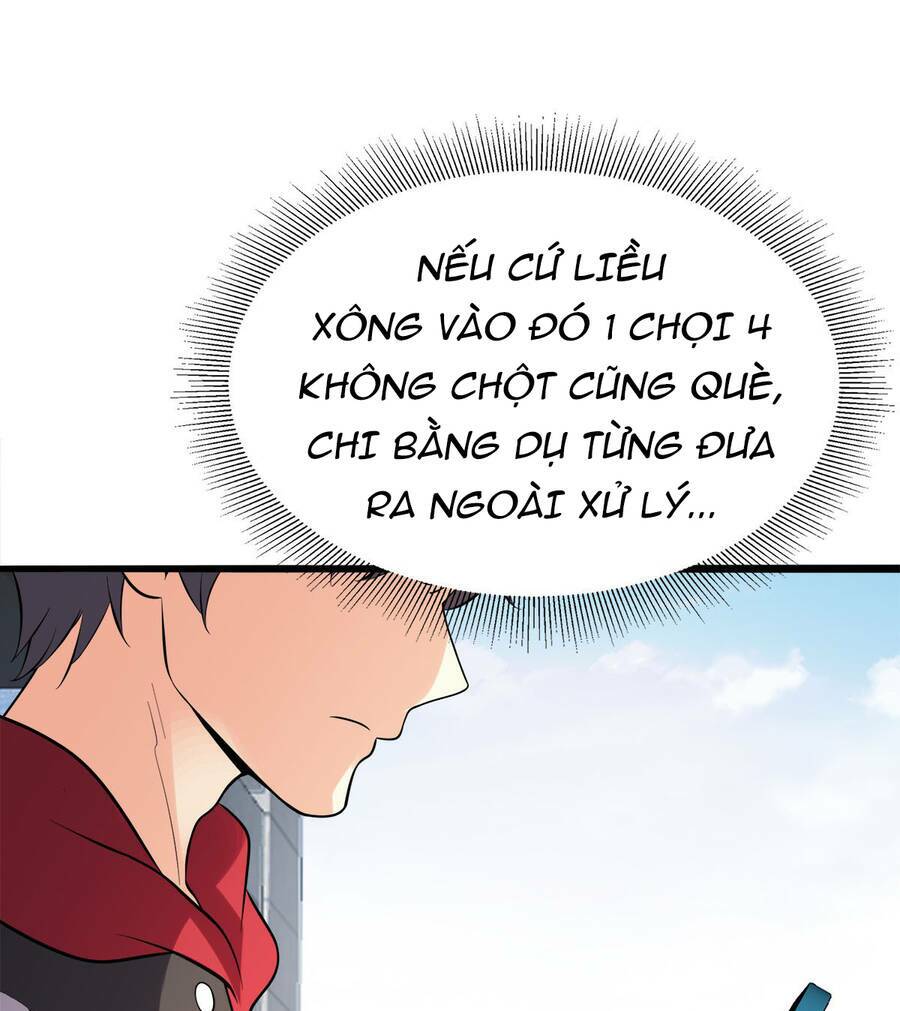 NẾU CỨ LIỀU
XÔNG VÀO ĐÓ 1 CHỌI 4
KHÔNG CHỘT CŨNG QUÈ,
CHI BẰNG DỤ TỪNG ĐỨA
RA NGOÀI XỬ LÝ...